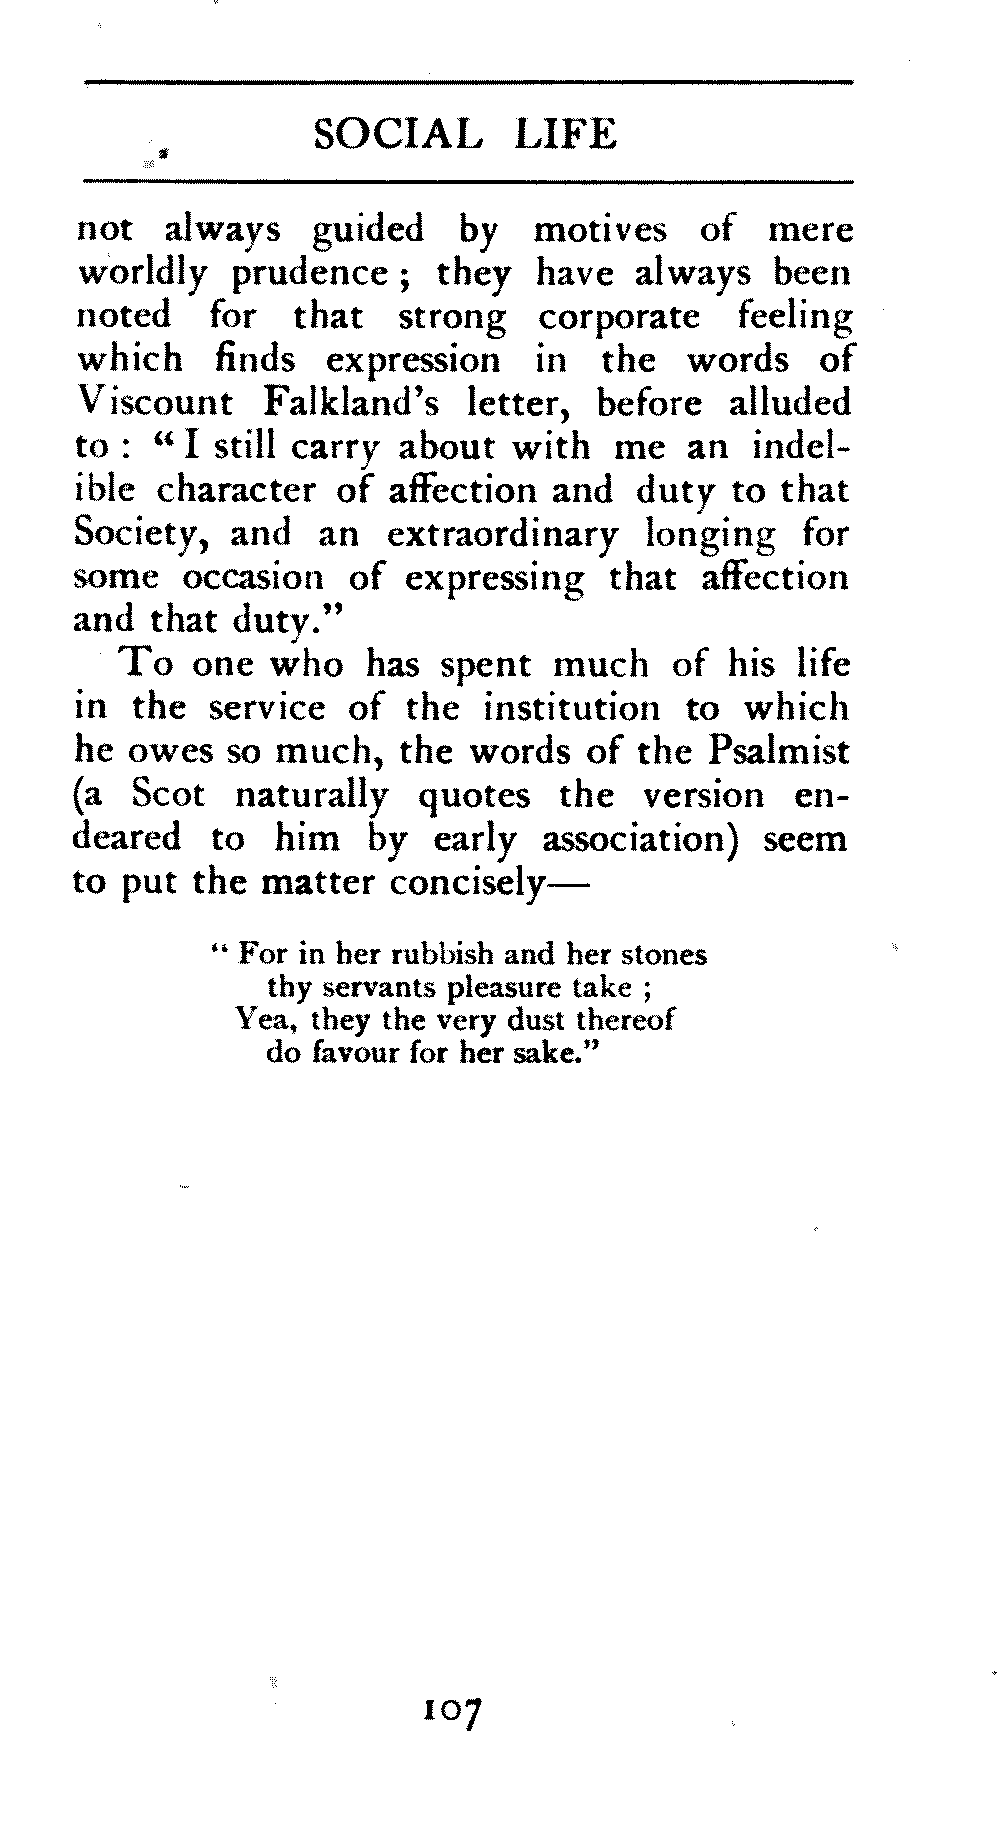 SOCIAL LIFE
not always guided by motives of mere
worldly prudence ; they have always been
noted for that strong corporate feeling
which finds expression in the words of
Viscount Falkland's letter, before alluded
to : “ I still carry about with me an indel-
ible character of affection and duty to that
Society, and an extraordinary longing for
some occasion of expressing that affection
and that duty.”
To one who has spent much of his life
in the service of the institution to which
he owes so much, the words of the Psalmist
(a Scot naturally quotes the version en-
deared to him by early association) seem
to put the matter concisely—
“ For in her rubbish and her stones
thy servants pleasure take ;
Yea, they the very dust thereof
do favour for her sake.”
107